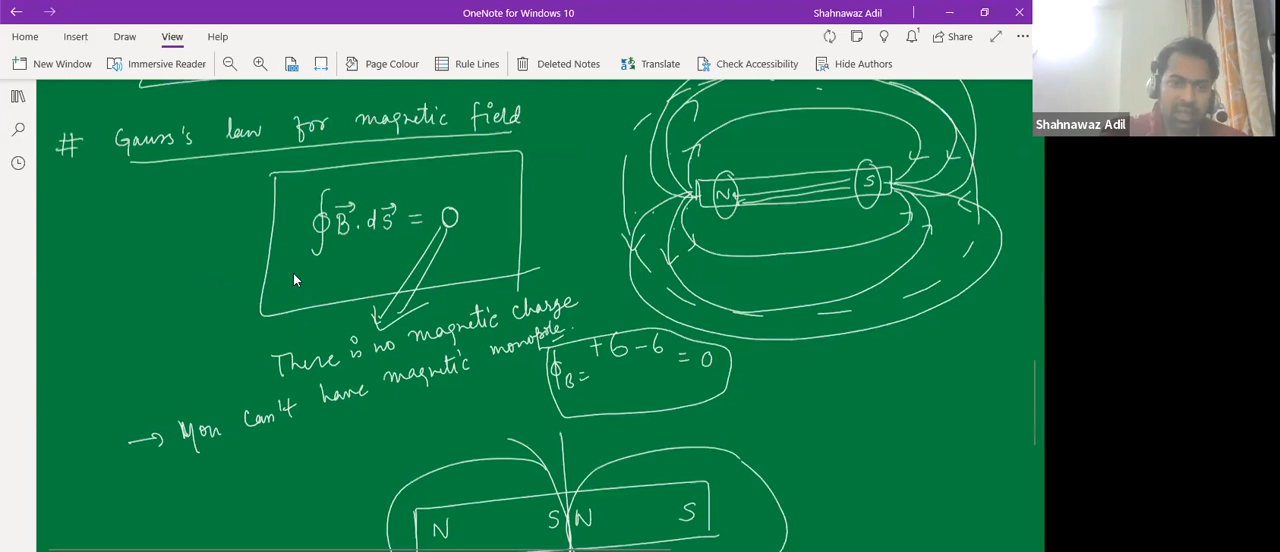 OneNote for Windows 10
Shahnawaz Adil
Home Insert Draw View Help
Share
New Window Immersive Reader Page Colour Rule Lines Deleted Notes Translate Check Accessibility Hide Authors
Shahnawaz Adil
# Gauss's law for magnetic field
∮B⃗.dS⃗ = 0
N S
There is no magnetic charge
→ You can't have magnetic monopole.
ϕ_B = +6 - 6 = 0
N S N S